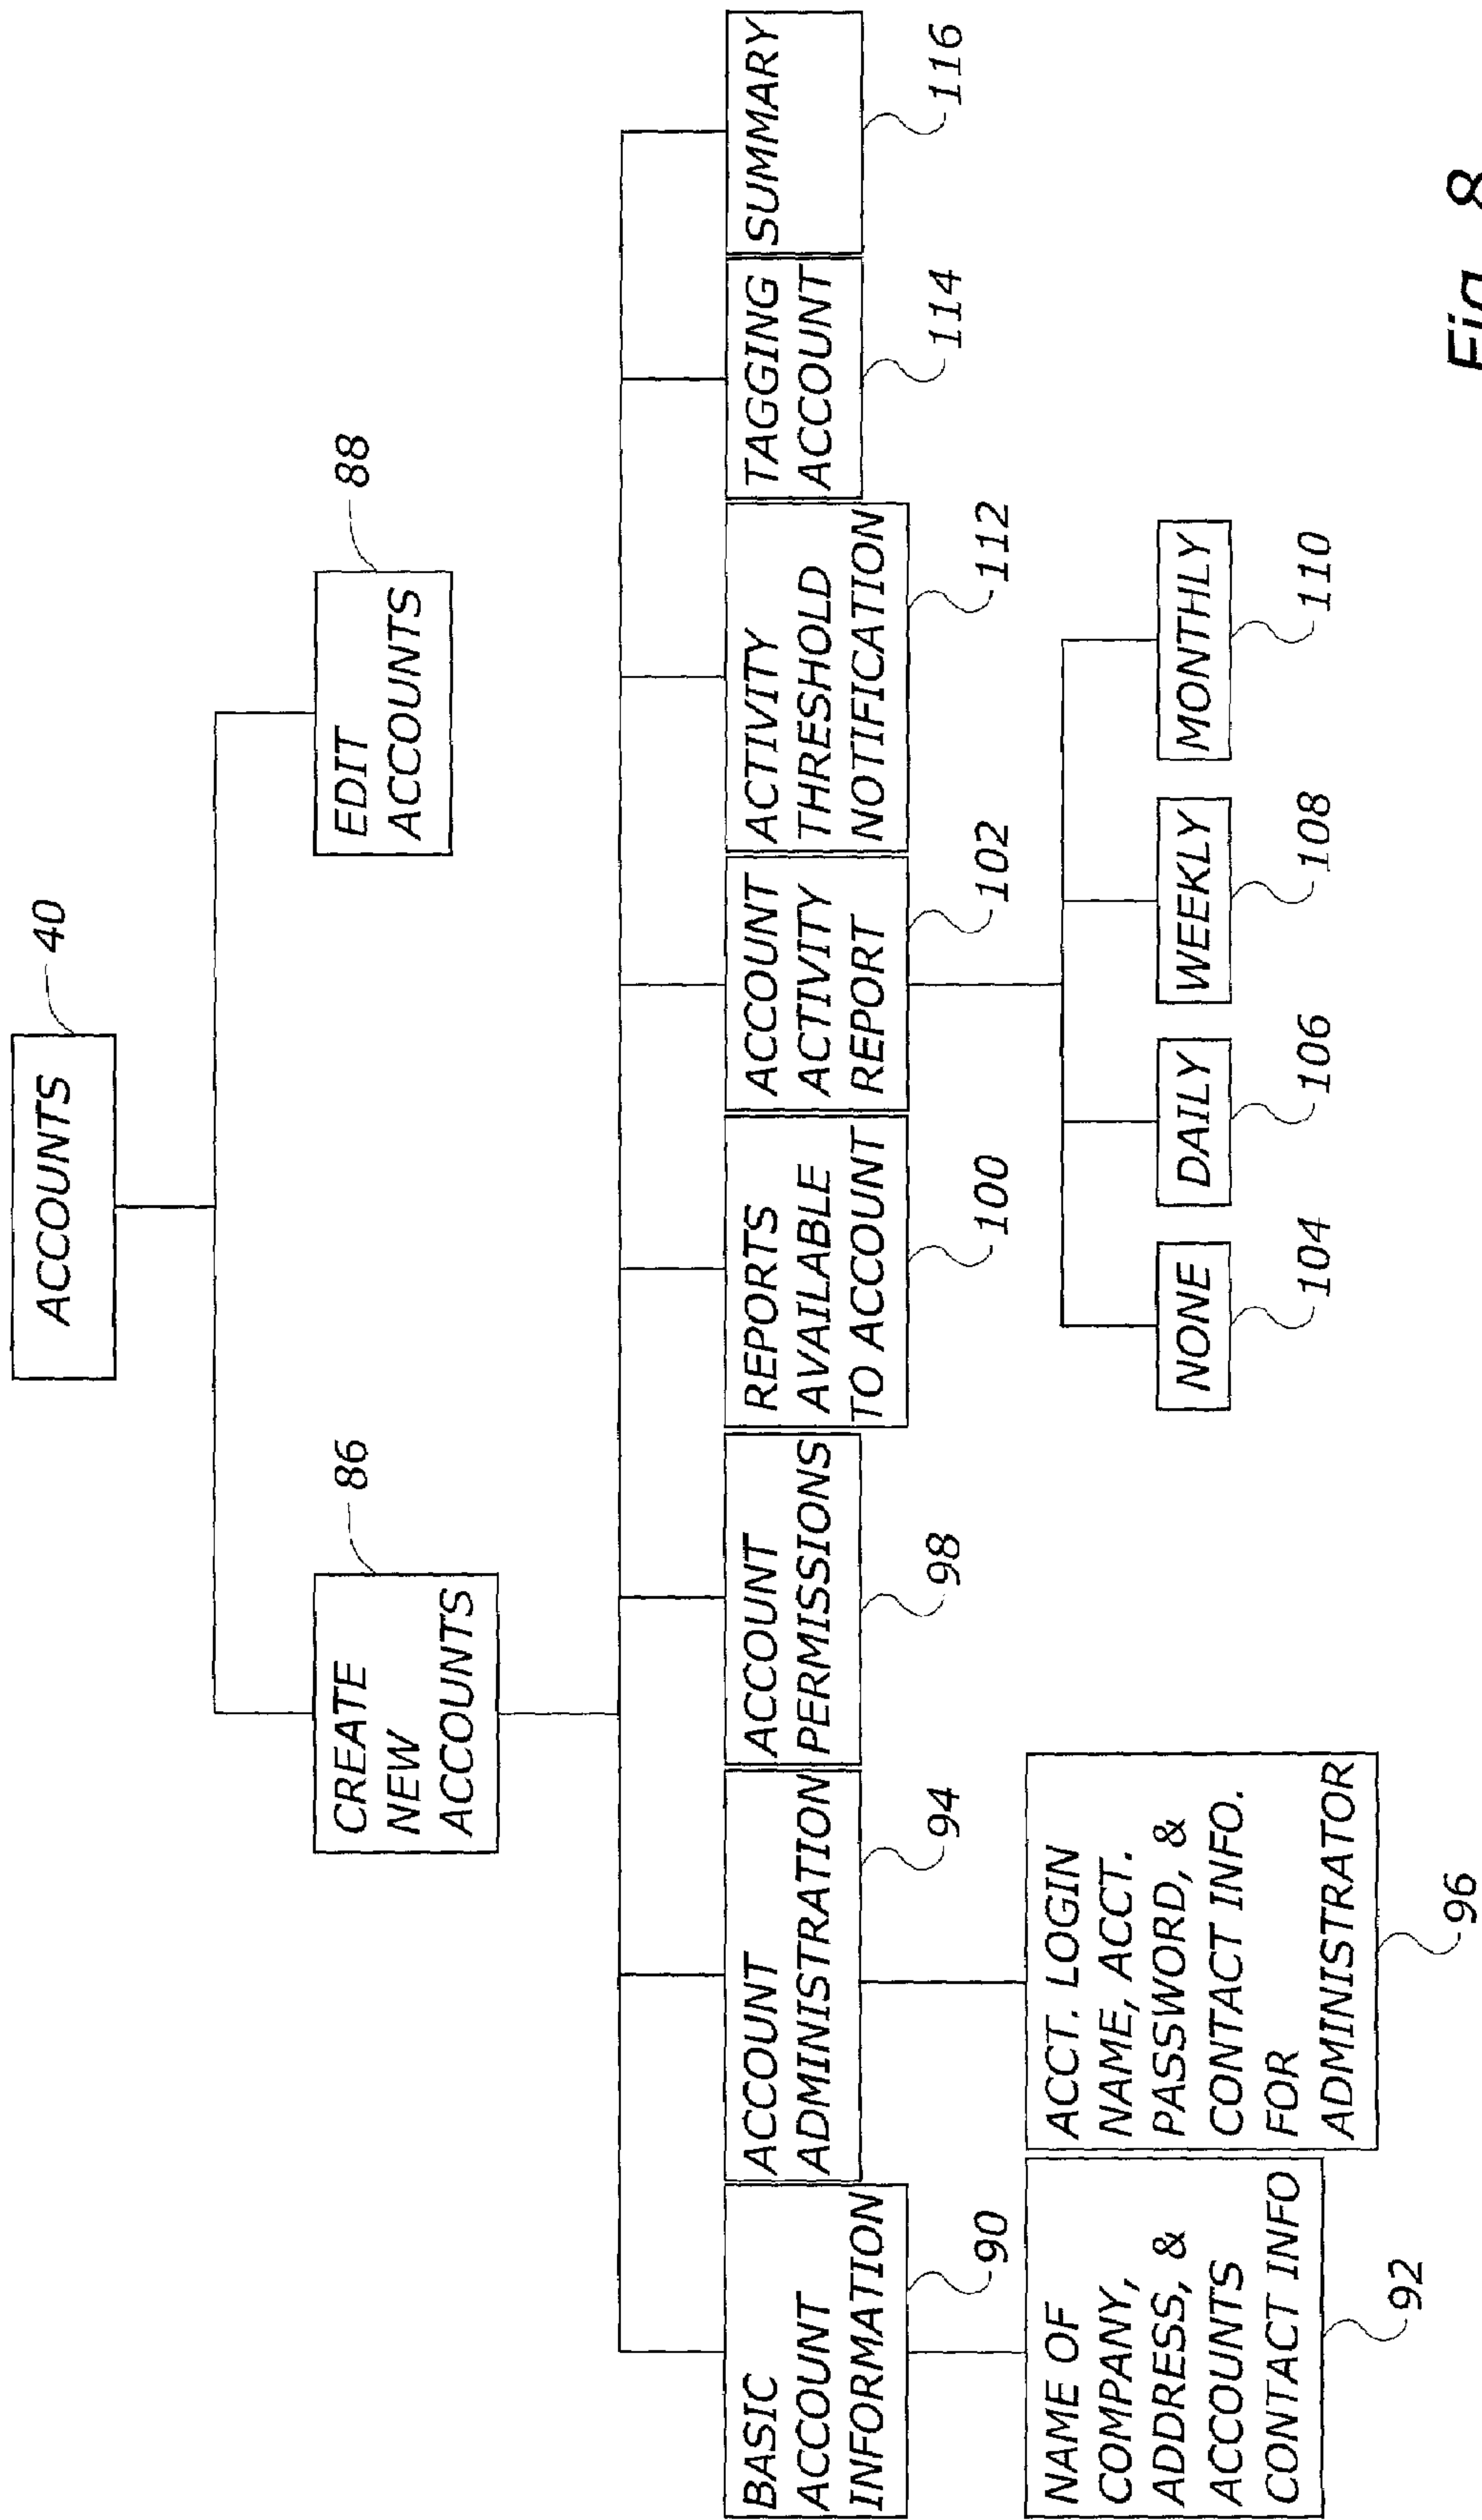 ACCOUNTS
40
CREATE
NEW
ACCOUNTS
86
EDIT
ACCOUNTS
88
BASIC
ACCOUNT
INFORMATION
90
ACCOUNT
ADMINISTRATION
94
ACCOUNT
PERMISSIONS
98
REPORTS
AVAILABLE
TO ACCOUNT
100
ACCOUNT
ACTIVITY
REPORT
102
ACTIVITY
THRESHOLD
NOTIFICATION
112
TAGGING
ACCOUNT
114
SUMMARY
116
NAME OF
COMPANY,
ADDRESS, &
ACCOUNTS
CONTACT INFO
92
ACCT. LOGIN
NAME, ACCT.
PASSWORD, &
CONTACT INFO.
FOR
ADMINISTRATOR
96
NONE
104
DAILY
106
WEEKLY
108
MONTHLY
110
Fig. 8